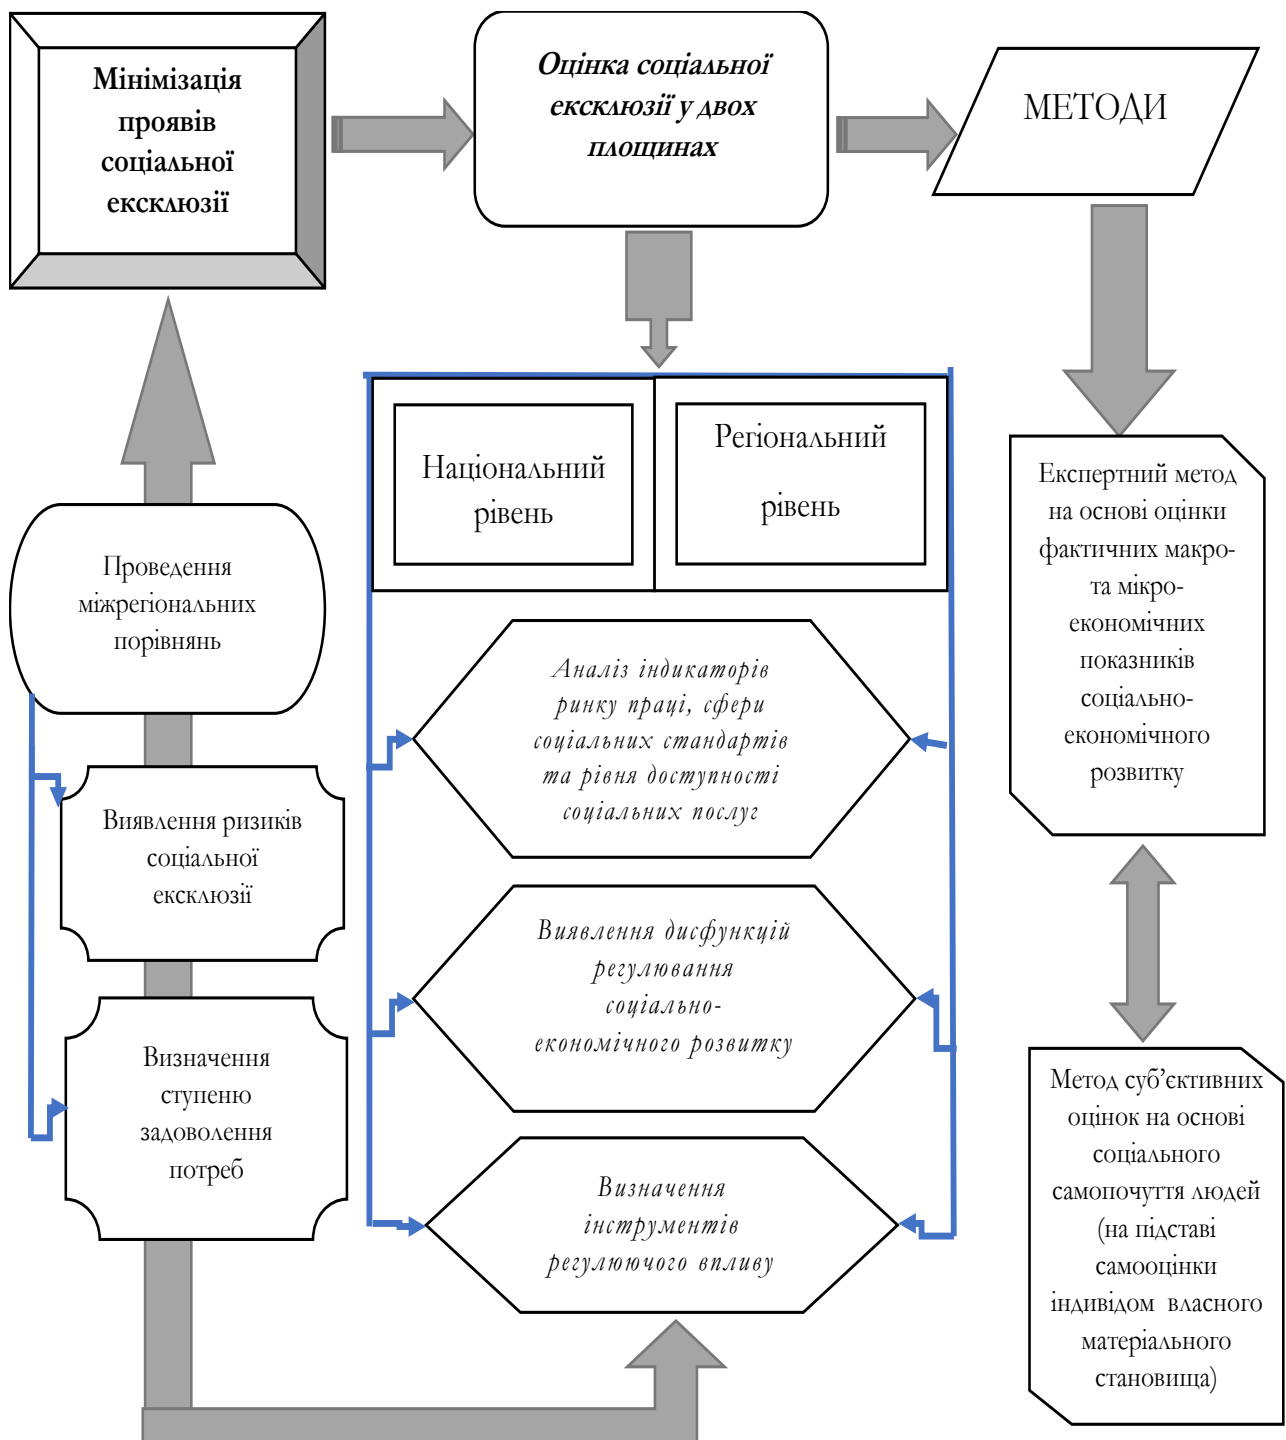 Мінімізація
проявів
соціальної
ексклюзії
Оцінка соціальної
ексклюзії у двох
площинах
МЕТОДИ
Національний
рівень
Регіональний
рівень
Експертний метод
на основі оцінки
фактичних макро-
та мікро-
економічних
показників
соціально-
економічного
розвитку
Проведення
міжрегіональних
порівнянь
Аналіз індикаторів
ринку праці, сфери
соціальних стандартів
та рівня доступності
соціальних послуг
Виявлення ризиків
соціальної
ексклюзії
Виявлення дисфункцій
регулювання
соціально-
економічного розвитку
Визначення
ступеню
задоволення
потреб
Метод суб’єктивних
оцінок на основі
соціального
самопочуття людей
(на підставі
самооцінки
індивідом власного
матеріального
становища)
Визначення
інструментів
регулюючого впливу